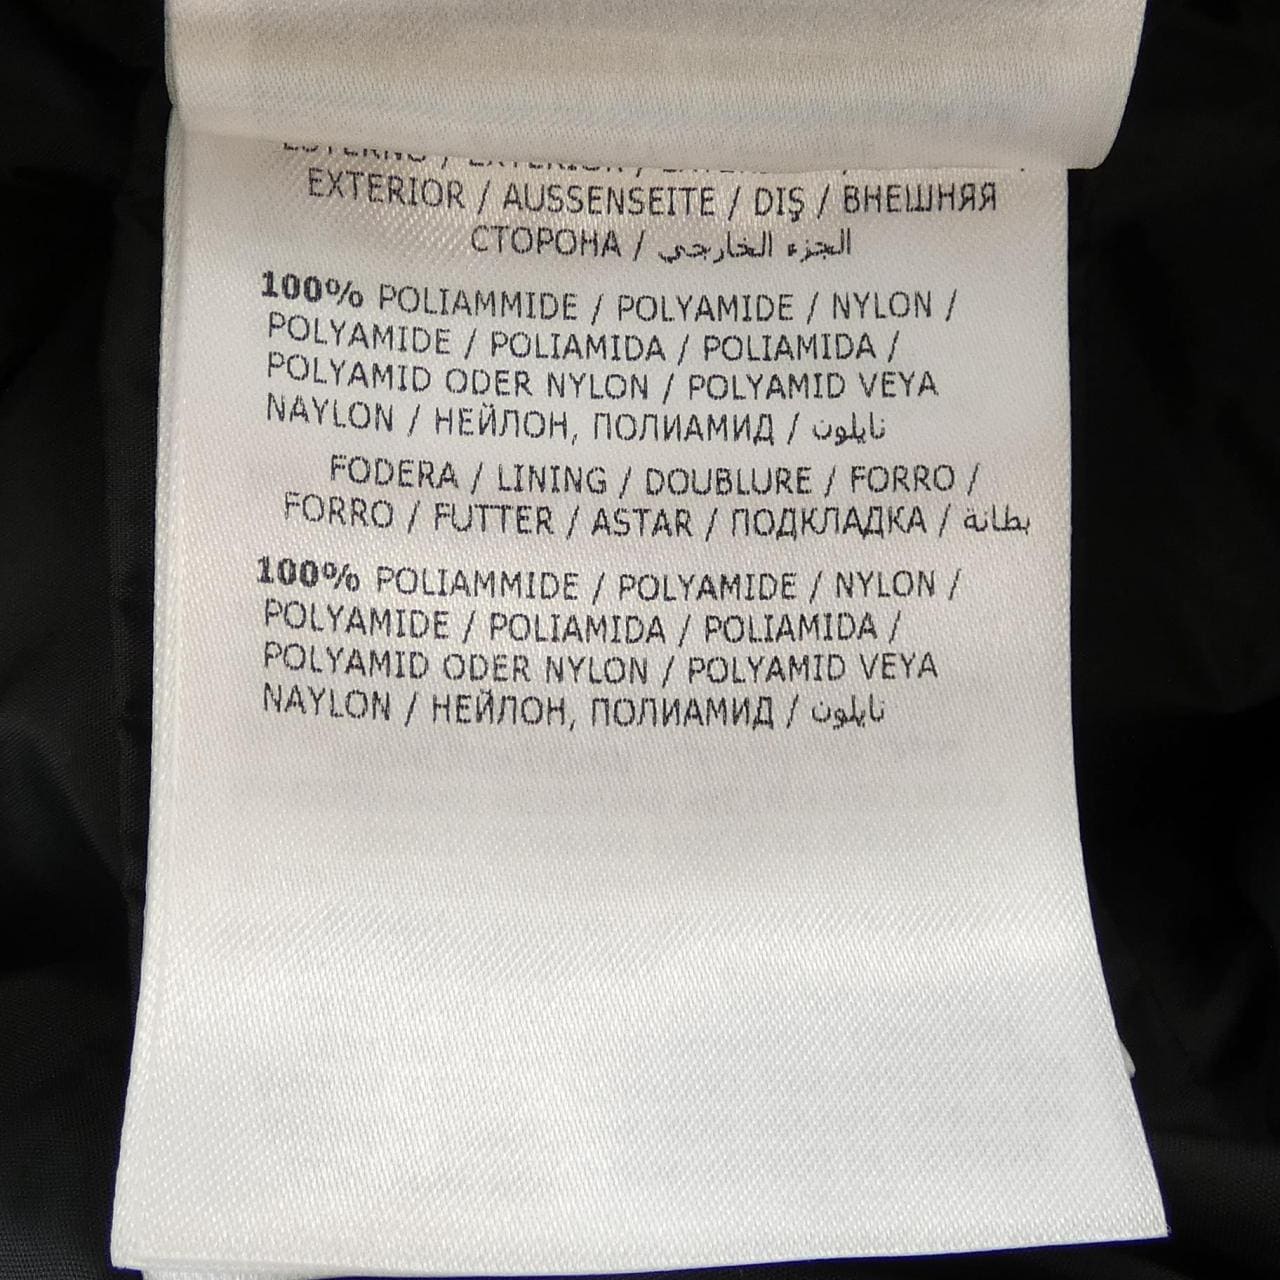 ESTERNO / EXTERIOR /
EXTERIOR / AUSSENSEITE / DIŞ / ВНЕШНЯЯ
СТОРОНА / الجزء الخارجي
100% POLIAMMIDE / POLYAMIDE / NYLON /
POLYAMIDE / POLIAMIDA / POLIAMIDA /
POLYAMID ODER NYLON / POLYAMID VEYA
NAYLON / НЕЙЛОН, ПОЛИАМИД / نايلون
FODERA / LINING / DOUBLURE / FORRO /
FORRO / FUTTER / ASTAR / ПОДКЛАДКА / بطانة
100% POLIAMMIDE / POLYAMIDE / NYLON /
POLYAMIDE / POLIAMIDA / POLIAMIDA /
POLYAMID ODER NYLON / POLYAMID VEYA
NAYLON / НЕЙЛОН, ПОЛИАМИД / نايلون